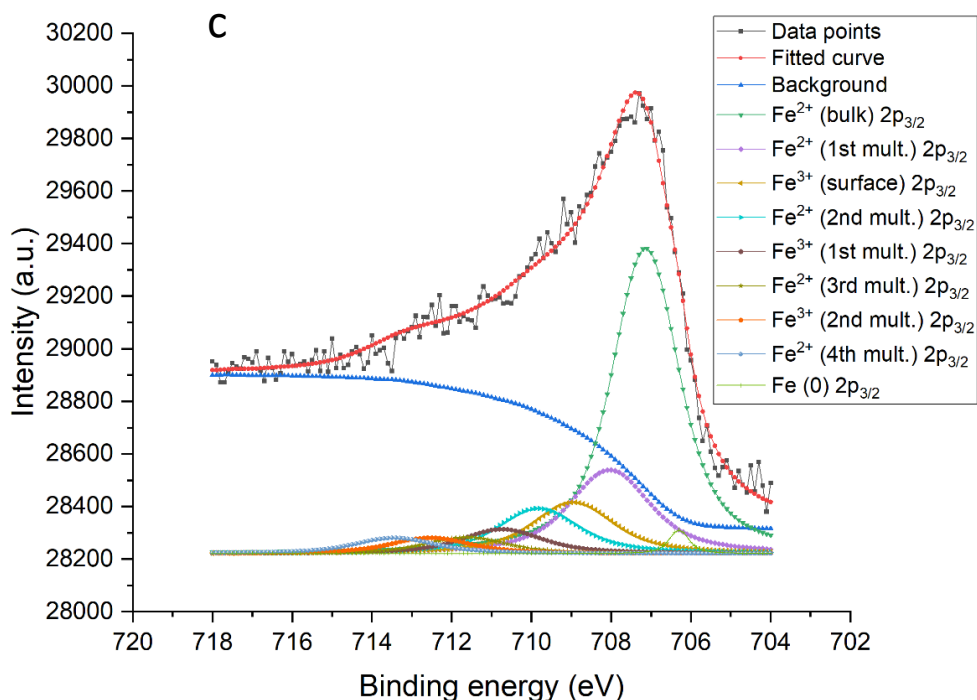 C
30200
30000
29800
29600
29400
29200
29000
28800
28600
28400
28200
28000
Intensity (a.u.)
720 718 716 714 712 710 708 706 704 702
Binding energy (eV)
Data points
Fitted curve
Background
Fe²⁺ (bulk) 2p₃/₂
Fe²⁺ (1st mult.) 2p₃/₂
Fe³⁺ (surface) 2p₃/₂
Fe²⁺ (2nd mult.) 2p₃/₂
Fe³⁺ (1st mult.) 2p₃/₂
Fe²⁺ (3rd mult.) 2p₃/₂
Fe³⁺ (2nd mult.) 2p₃/₂
Fe²⁺ (4th mult.) 2p₃/₂
Fe (0) 2p₃/₂